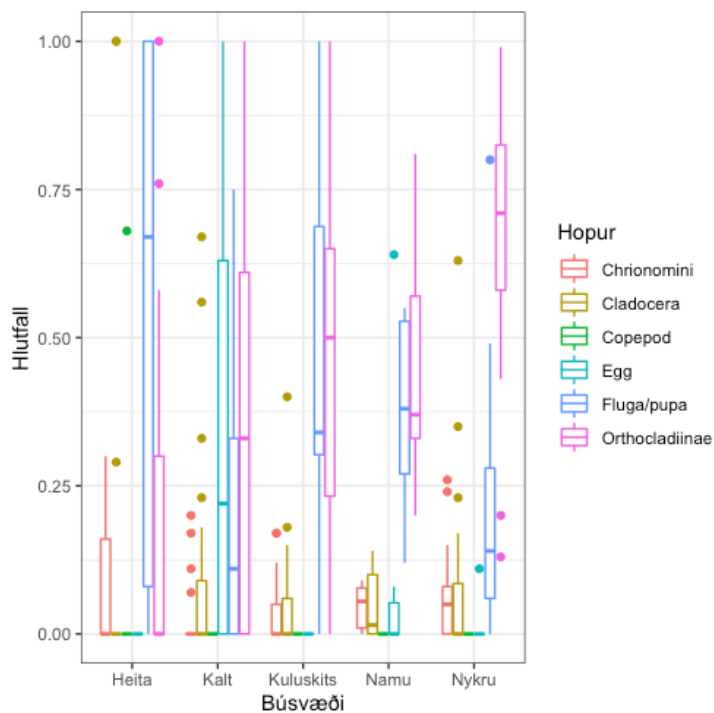 1.00
0.75
0.50
0.25
0.00
Hlutfall
Heita Kalt Kuluskits Namu Nykru
Búsvæði
Hopur
Chrionomini
Cladocera
Copepod
Egg
Fluga/pupa
Orthocladiinae